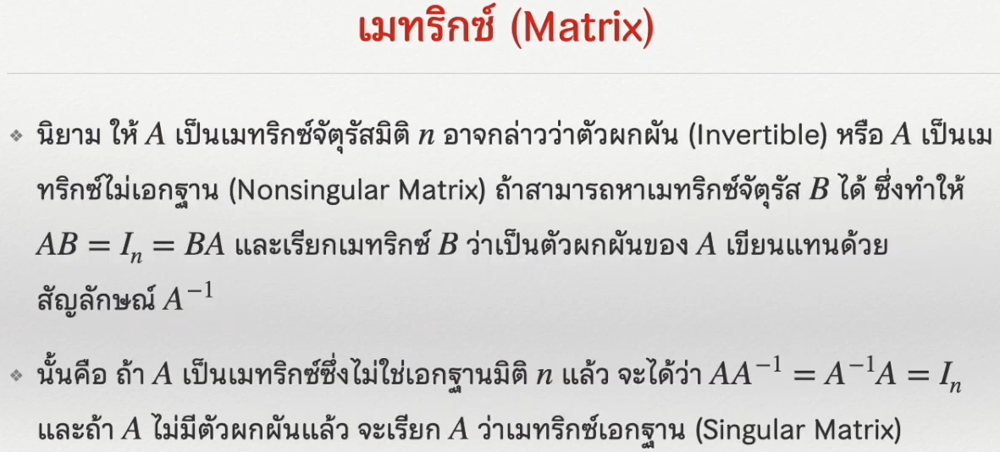 เมทริกซ์ (Matrix)
❖ นิยาม ให้ A เป็นเมทริกซ์จัตุรัสมิติ n อาจกล่าวว่าตัวผกผัน (Invertible) หรือ A เป็นเม
ทริกซ์ไม่เอกฐาน (Nonsingular Matrix) ถ้าสามารถหาเมทริกซ์จัตุรัส B ได้ ซึ่งทำให้
AB = Iₙ = BA และเรียกเมทริกซ์ B ว่าเป็นตัวผกผันของ A เขียนแทนด้วย
สัญลักษณ์ A⁻¹
❖ นั้นคือ ถ้า A เป็นเมทริกซ์ซึ่งไม่ใช่เอกฐานมิติ n แล้ว จะได้ว่า AA⁻¹ = A⁻¹A = Iₙ
และถ้า A ไม่มีตัวผกผันแล้ว จะเรียก A ว่าเมทริกซ์เอกฐาน (Singular Matrix)